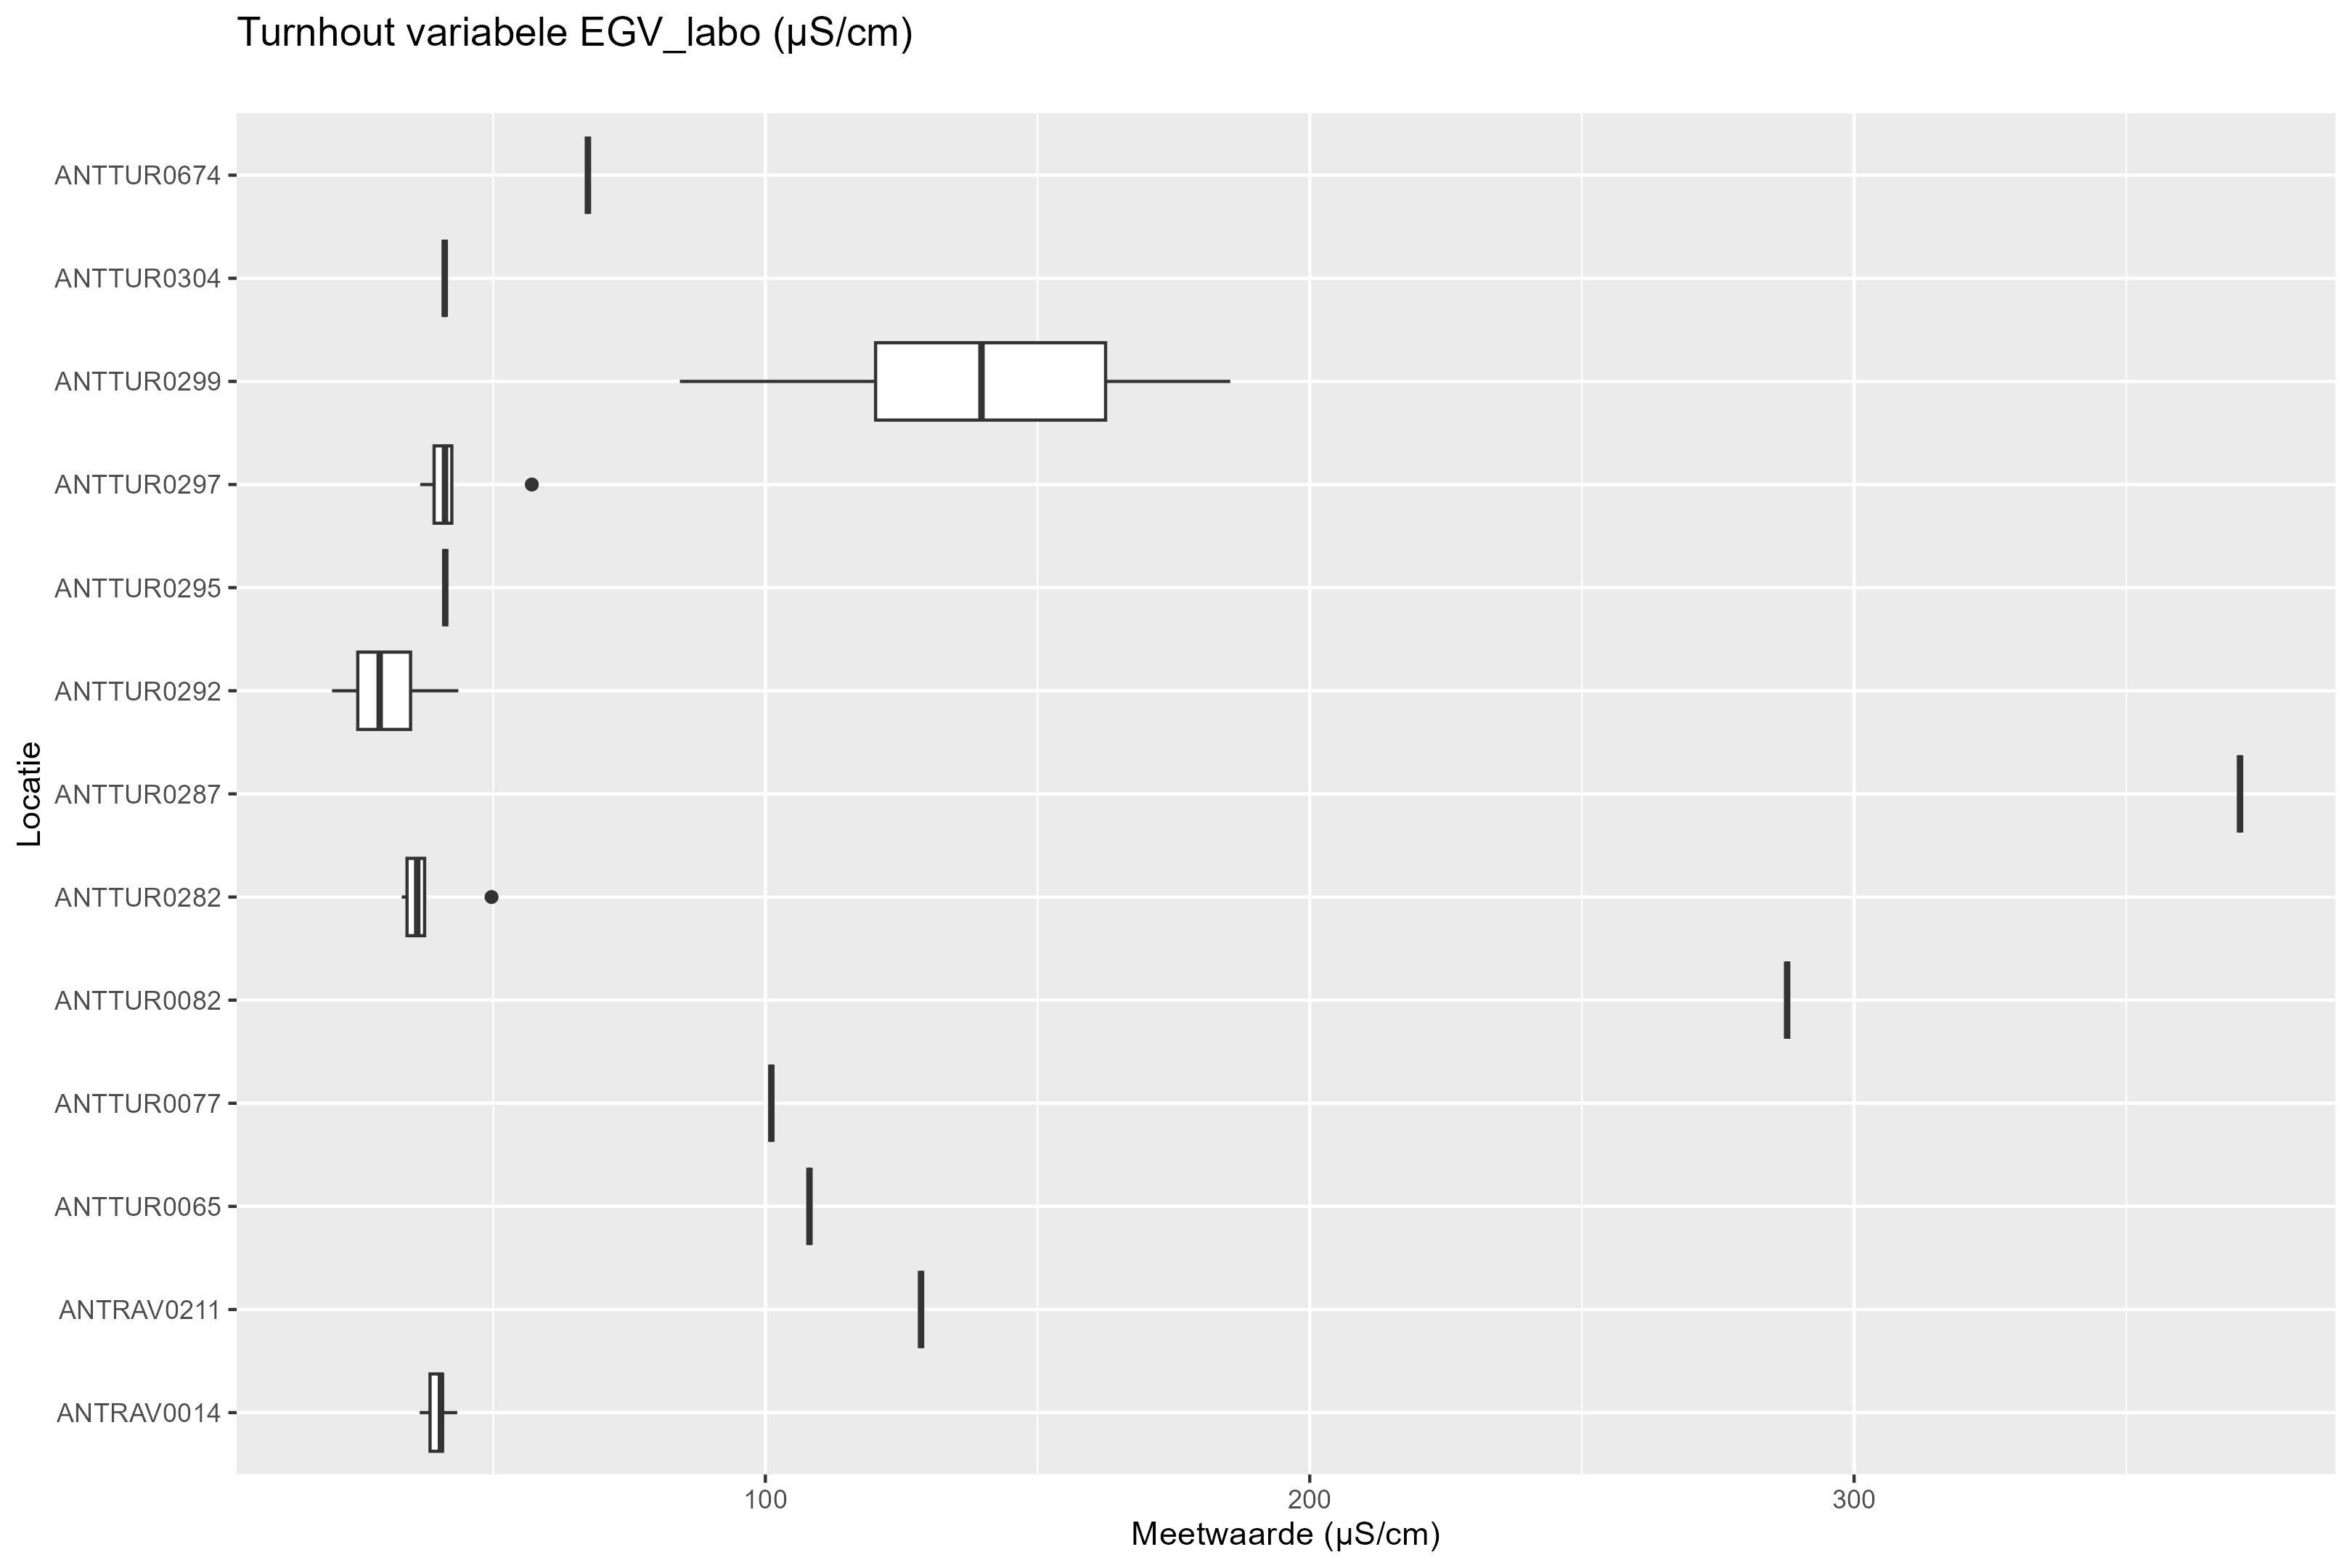 Turnhout variabele EGV_labo (µS/cm)
ANTTUR0674
ANTTUR0304
ANTTUR0299
ANTTUR0297
ANTTUR0295
ANTTUR0292
ANTTUR0287
ANTTUR0282
ANTTUR0082
ANTTUR0077
ANTTUR0065
ANTRAV0211
ANTRAV0014
Locatie
100 200 300
Meetwaarde (µS/cm)